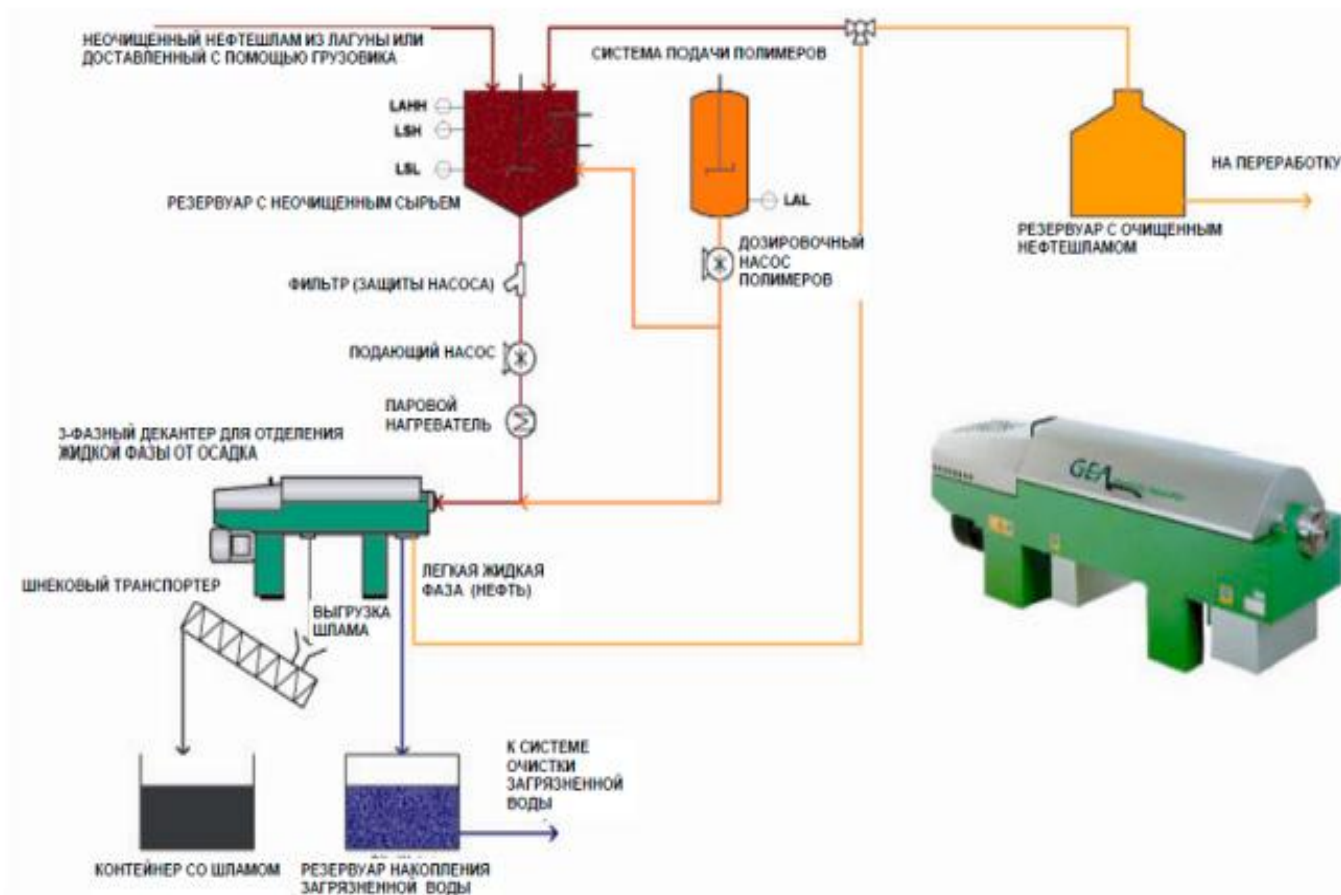 НЕОЧИЩЕННЫЙ НЕФТЕШЛАМ ИЗ ЛАГУНЫ ИЛИ
ДОСТАВЛЕННЫЙ С ПОМОЩЬЮ ГРУЗОВИКА
СИСТЕМА ПОДАЧИ ПОЛИМЕРОВ
LAHH
LSH
LSL
LAL
НА ПЕРЕРАБОТКУ
РЕЗЕРВУАР С НЕОЧИЩЕННЫМ СЫРЬЕМ
РЕЗЕРВУАР С ОЧИЩЕННЫМ
НЕФТЕШЛАМОМ
ДОЗИРОВОЧНЫЙ
НАСОС
ПОЛИМЕРОВ
ФИЛЬТР (ЗАЩИТЫ НАСОСА)
ПОДАЮЩИЙ НАСОС
ПАРОВОЙ
НАГРЕВАТЕЛЬ
3-ФАЗНЫЙ ДЕКАНТЕР ДЛЯ ОТДЕЛЕНИЯ
ЖИДКОЙ ФАЗЫ ОТ ОСАДКА
GEA
ЛЕГКАЯ ЖИДКАЯ
ФАЗА (НЕФТЬ)
ШНЕКОВЫЙ ТРАНСПОРТЕР
ВЫГРУЗКА
ШЛАМА
К СИСТЕМЕ
ОЧИСТКИ
ЗАГРЯЗНЕННОЙ
ВОДЫ
КОНТЕЙНЕР СО ШЛАМОМ
РЕЗЕРВУАР НАКОПЛЕНИЯ
ЗАГРЯЗНЕННОЙ ВОДЫ